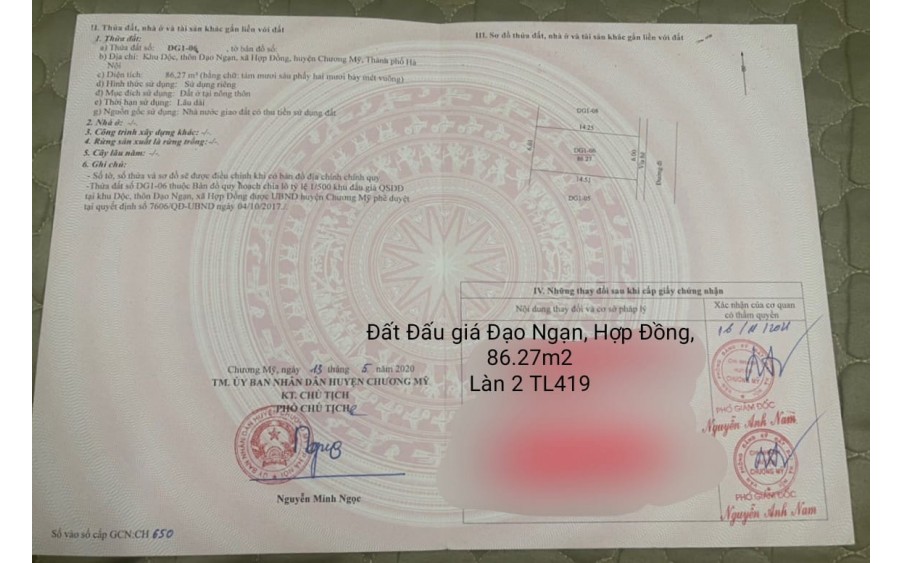 II. Thửa đất, nhà ở và tài sản khác gắn liền với đất
1. Thửa đất:
a) Thửa đất số: DG1-06, tờ bản đồ số:
b) Địa chỉ: Khu Dộc, thôn Đạo Ngạn, xã Hợp Đồng, huyện Chương Mỹ, Thành phố Hà
Nội
c) Diện tích: 86,27 m² (bằng chữ: tám mươi sáu phẩy hai mươi bảy mét vuông)
d) Hình thức sử dụng: Sử dụng riêng
đ) Mục đích sử dụng: Đất ở tại nông thôn
e) Thời hạn sử dụng: Lâu dài
g) Nguồn gốc sử dụng: Nhà nước giao đất có thu tiền sử dụng đất
2. Nhà ở: -/-
3. Công trình xây dựng khác: -/-
4. Rừng sản xuất là rừng trồng: -/-
5. Cây lâu năm: -/-
6. Ghi chú:
- Số tờ, số thửa và sơ đồ sẽ được điều chỉnh khi có bản đồ địa chính chính quy
- Thửa đất số DG1-06 thuộc Bản đồ quy hoạch chia lô tỷ lệ 1/500 khu đấu giá QSDĐ
tại khu Dộc, thôn Đạo Ngạn, xã Hợp Đồng được UBND huyện Chương Mỹ phê duyệt
tại quyết định số 7606/QĐ-UBND ngày 04/10/2017./.
Chương Mỹ, ngày 13 tháng 5 năm 2020
TM. ỦY BAN NHÂN DÂN HUYỆN CHƯƠNG MỸ
KT. CHỦ TỊCH
PHÓ CHỦ TỊCH
Nguyễn Minh Ngọc
Số vào sổ cấp GCN:CH 650
III. Sơ đồ thửa đất, nhà ở và tài sản khác gắn liền với đất
DG1-08
14.25
DG1-06
86.27
14.51
DG1-05
Vỉa hè
Đường Đ
IV. Những thay đổi sau khi cấp giấy chứng nhận
Nội dung thay đổi và cơ sở pháp lý
Xác nhận của cơ quan
có thẩm quyền
Đất Đấu giá Đạo Ngạn, Hợp Đồng,
86.27m2
Làn 2 TL419
PHÓ GIÁM ĐỐC
Nguyễn Anh Nam
PHÓ GIÁM ĐỐC
Nguyễn Anh Nam